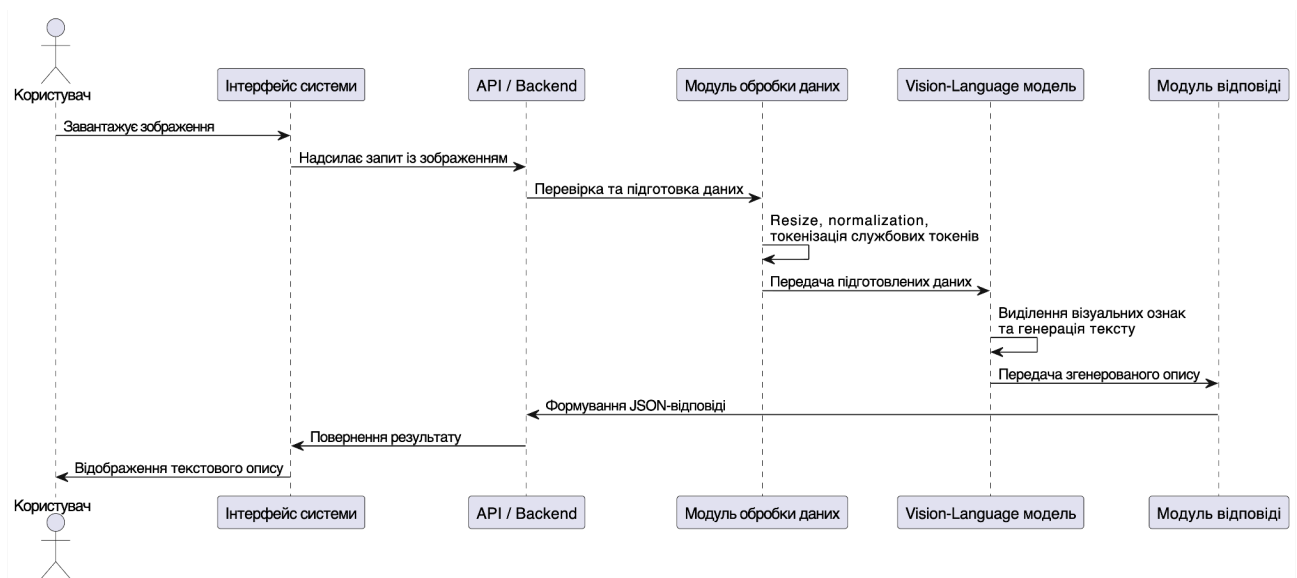 Користувач
Інтерфейс системи
API / Backend
Модуль обробки даних
Vision-Language модель
Модуль відповіді
Завантажує зображення
Надсилає запит із зображенням
Перевірка та підготовка даних
Resize, normalization,
токенізація службових токенів
Передача підготовлених даних
Виділення візуальних ознак
та генерація тексту
Передача згенерованого опису
Формування JSON-відповіді
Повернення результату
Відображення текстового опису
Користувач
Інтерфейс системи
API / Backend
Модуль обробки даних
Vision-Language модель
Модуль відповіді